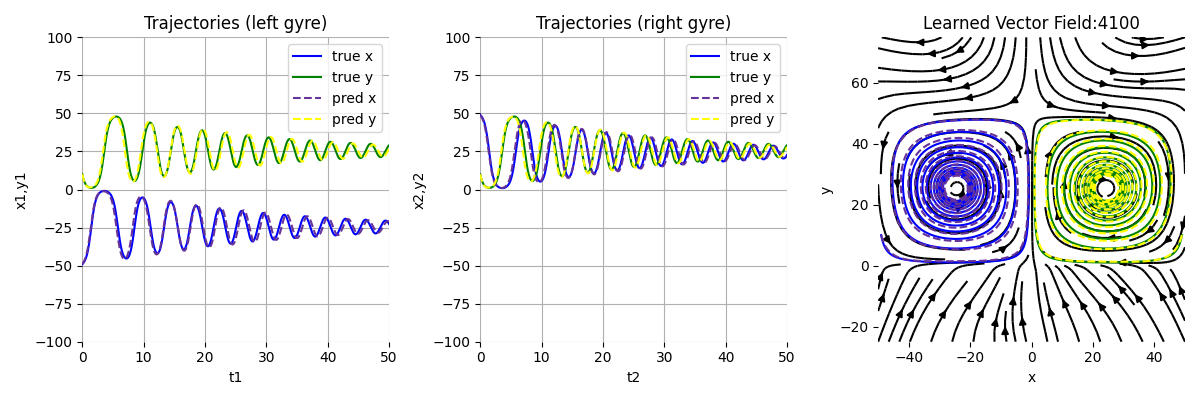 Trajectories (left gyre)
100
75
50
25
0
−25
−50
−75
−100
0 10 20 30 40 50
x1,y1
t1
true x
true y
pred x
pred y
Trajectories (right gyre)
100
75
50
25
0
−25
−50
−75
−100
0 10 20 30 40 50
x2,y2
t2
true x
true y
pred x
pred y
Learned Vector Field:4100
60
40
20
0
−20
−40 −20 0 20 40
y
x